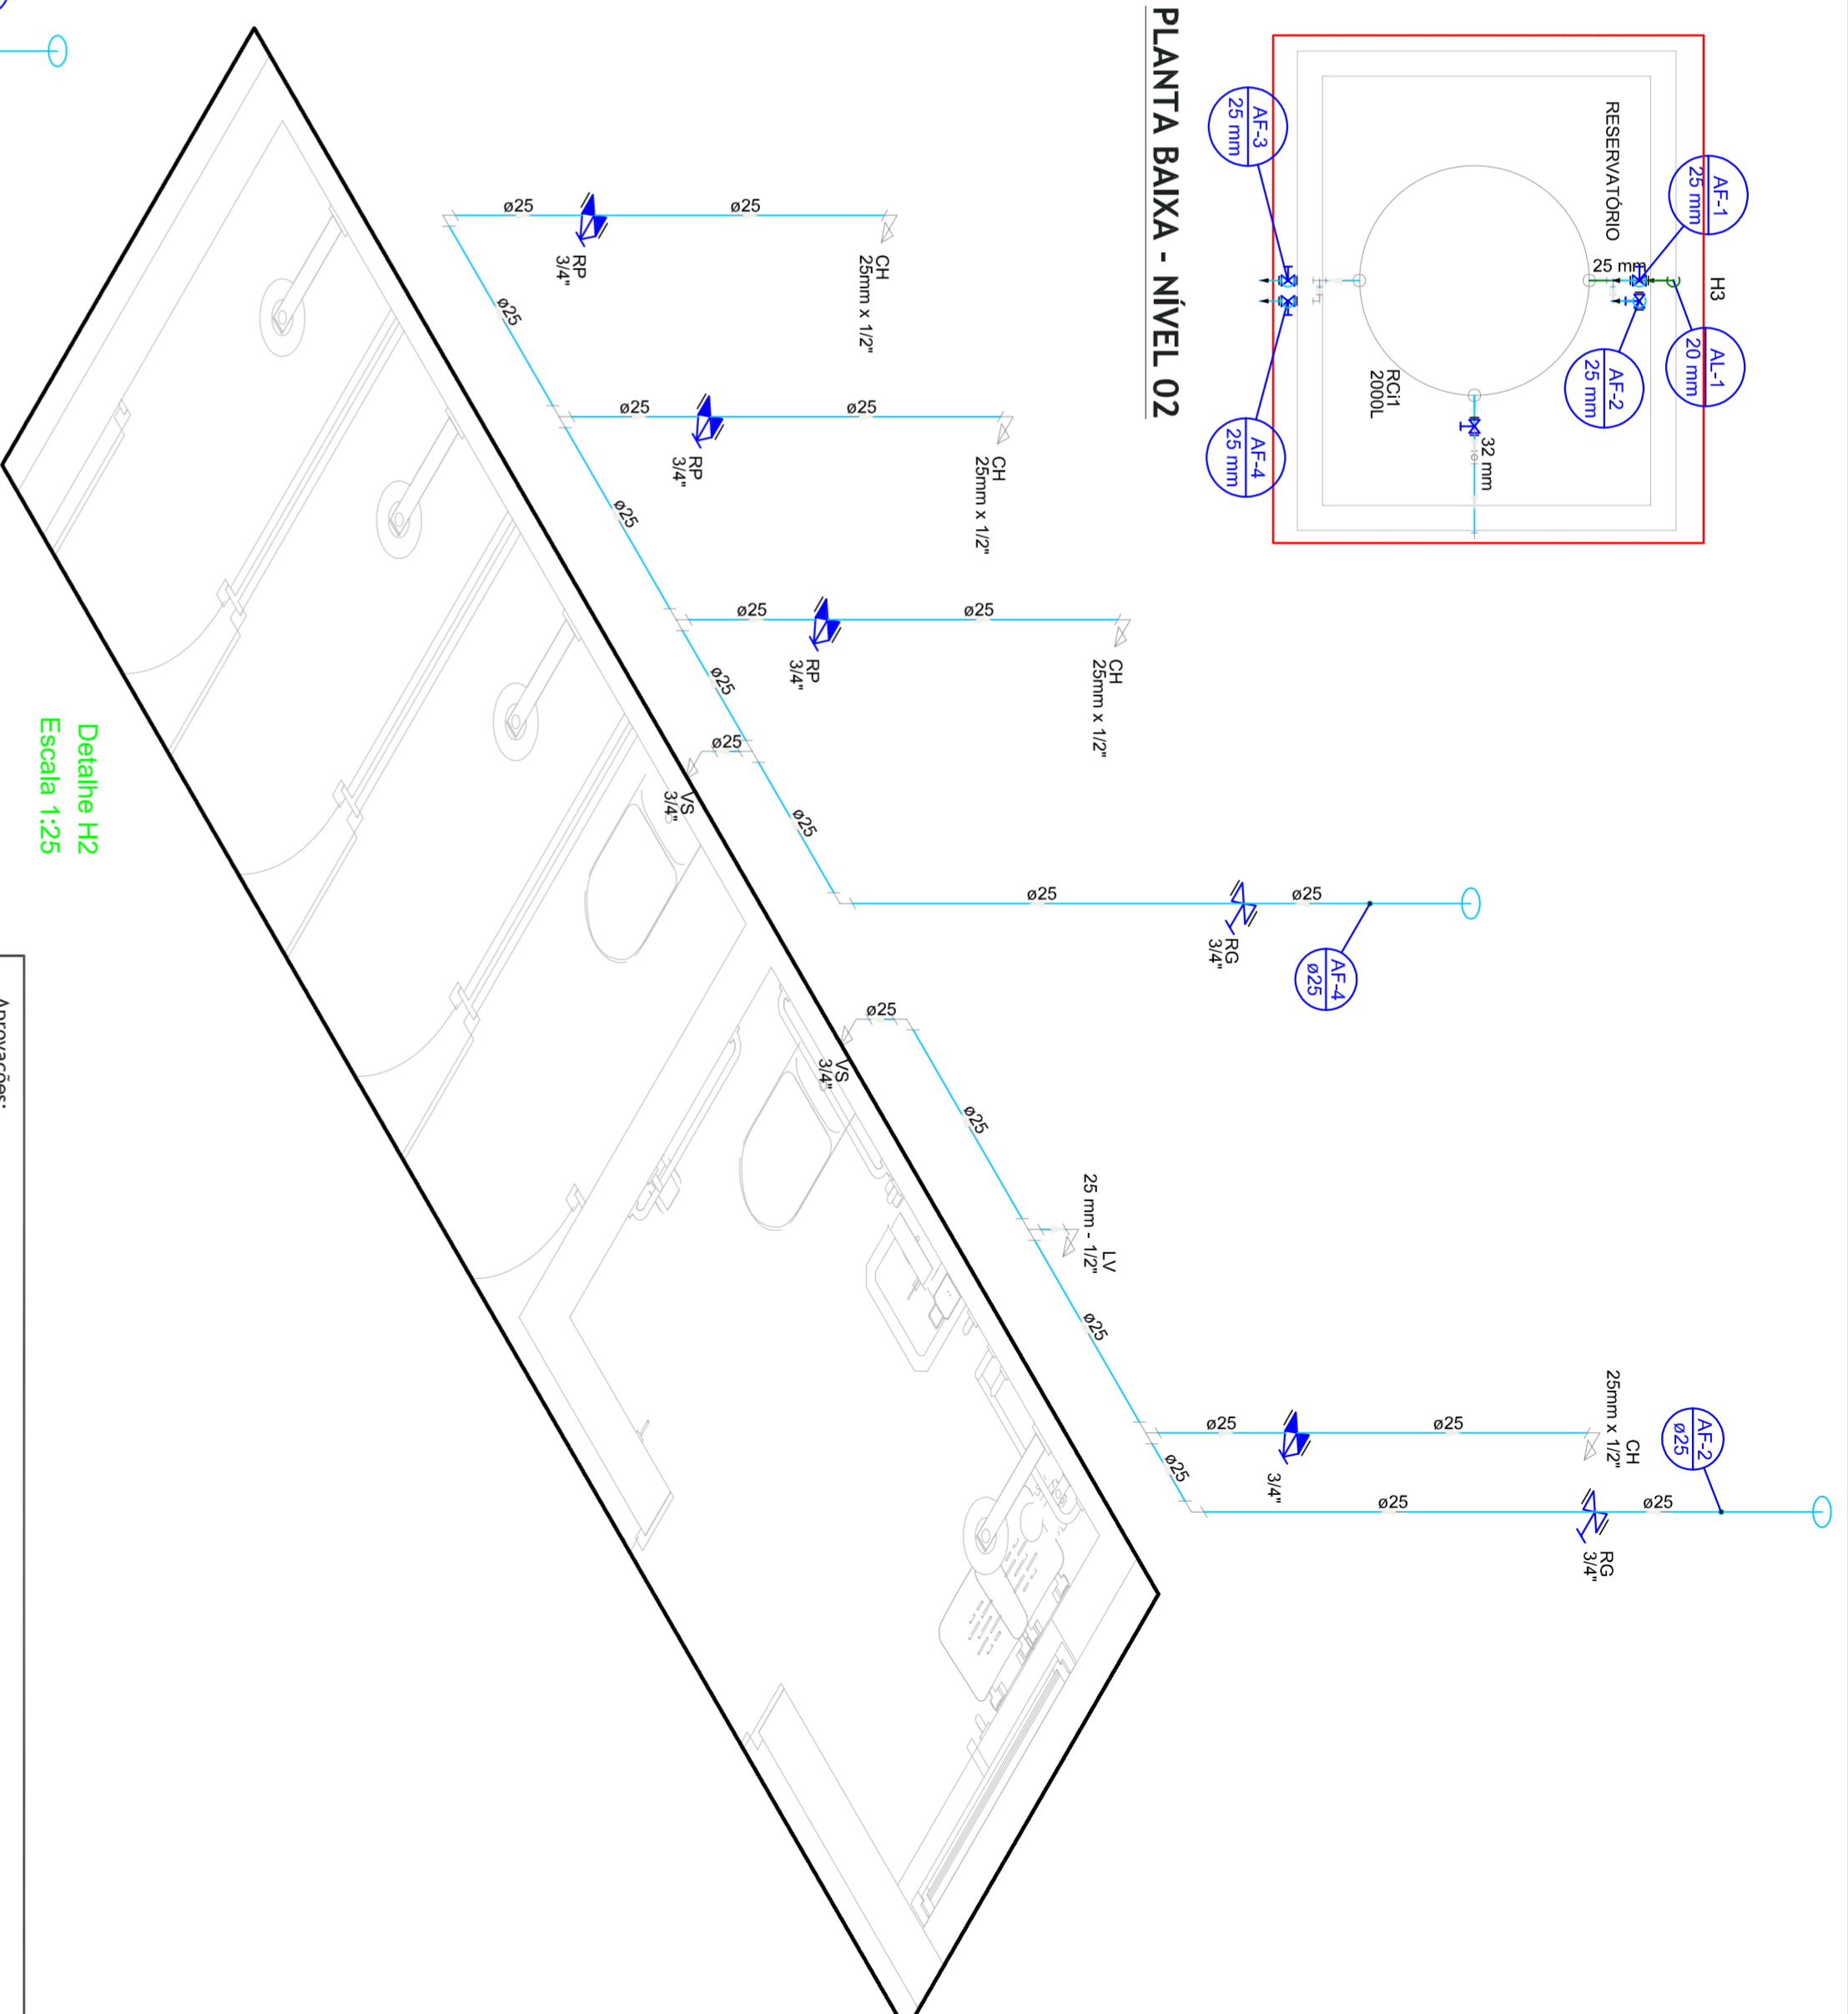 H3
AF-1
25 mm
AL-1
20 mm
RESERVATÓRIO
25 mm
AF-2
25 mm
32 mm
RCi1
2000L
AF-3
25 mm
AF-4
25 mm
PLANTA BAIXA - NÍVEL 02
AF-2
ø25
ø25
RG
3/4"
CH
25mm x 1/2"
ø25
ø25
3/4"
ø25
ø25
ø25
LV
25 mm - 1/2"
ø25
ø25
VS
3/4"
AF-4
ø25
ø25
RG
3/4"
ø25
ø25
ø25
VS
3/4"
ø25
CH
25mm x 1/2"
ø25
RP
3/4"
ø25
ø25
CH
25mm x 1/2"
ø25
RP
3/4"
ø25
ø25
CH
25mm x 1/2"
ø25
RP
3/4"
ø25
Detalhe H2
Escala 1:25
Aprovações: